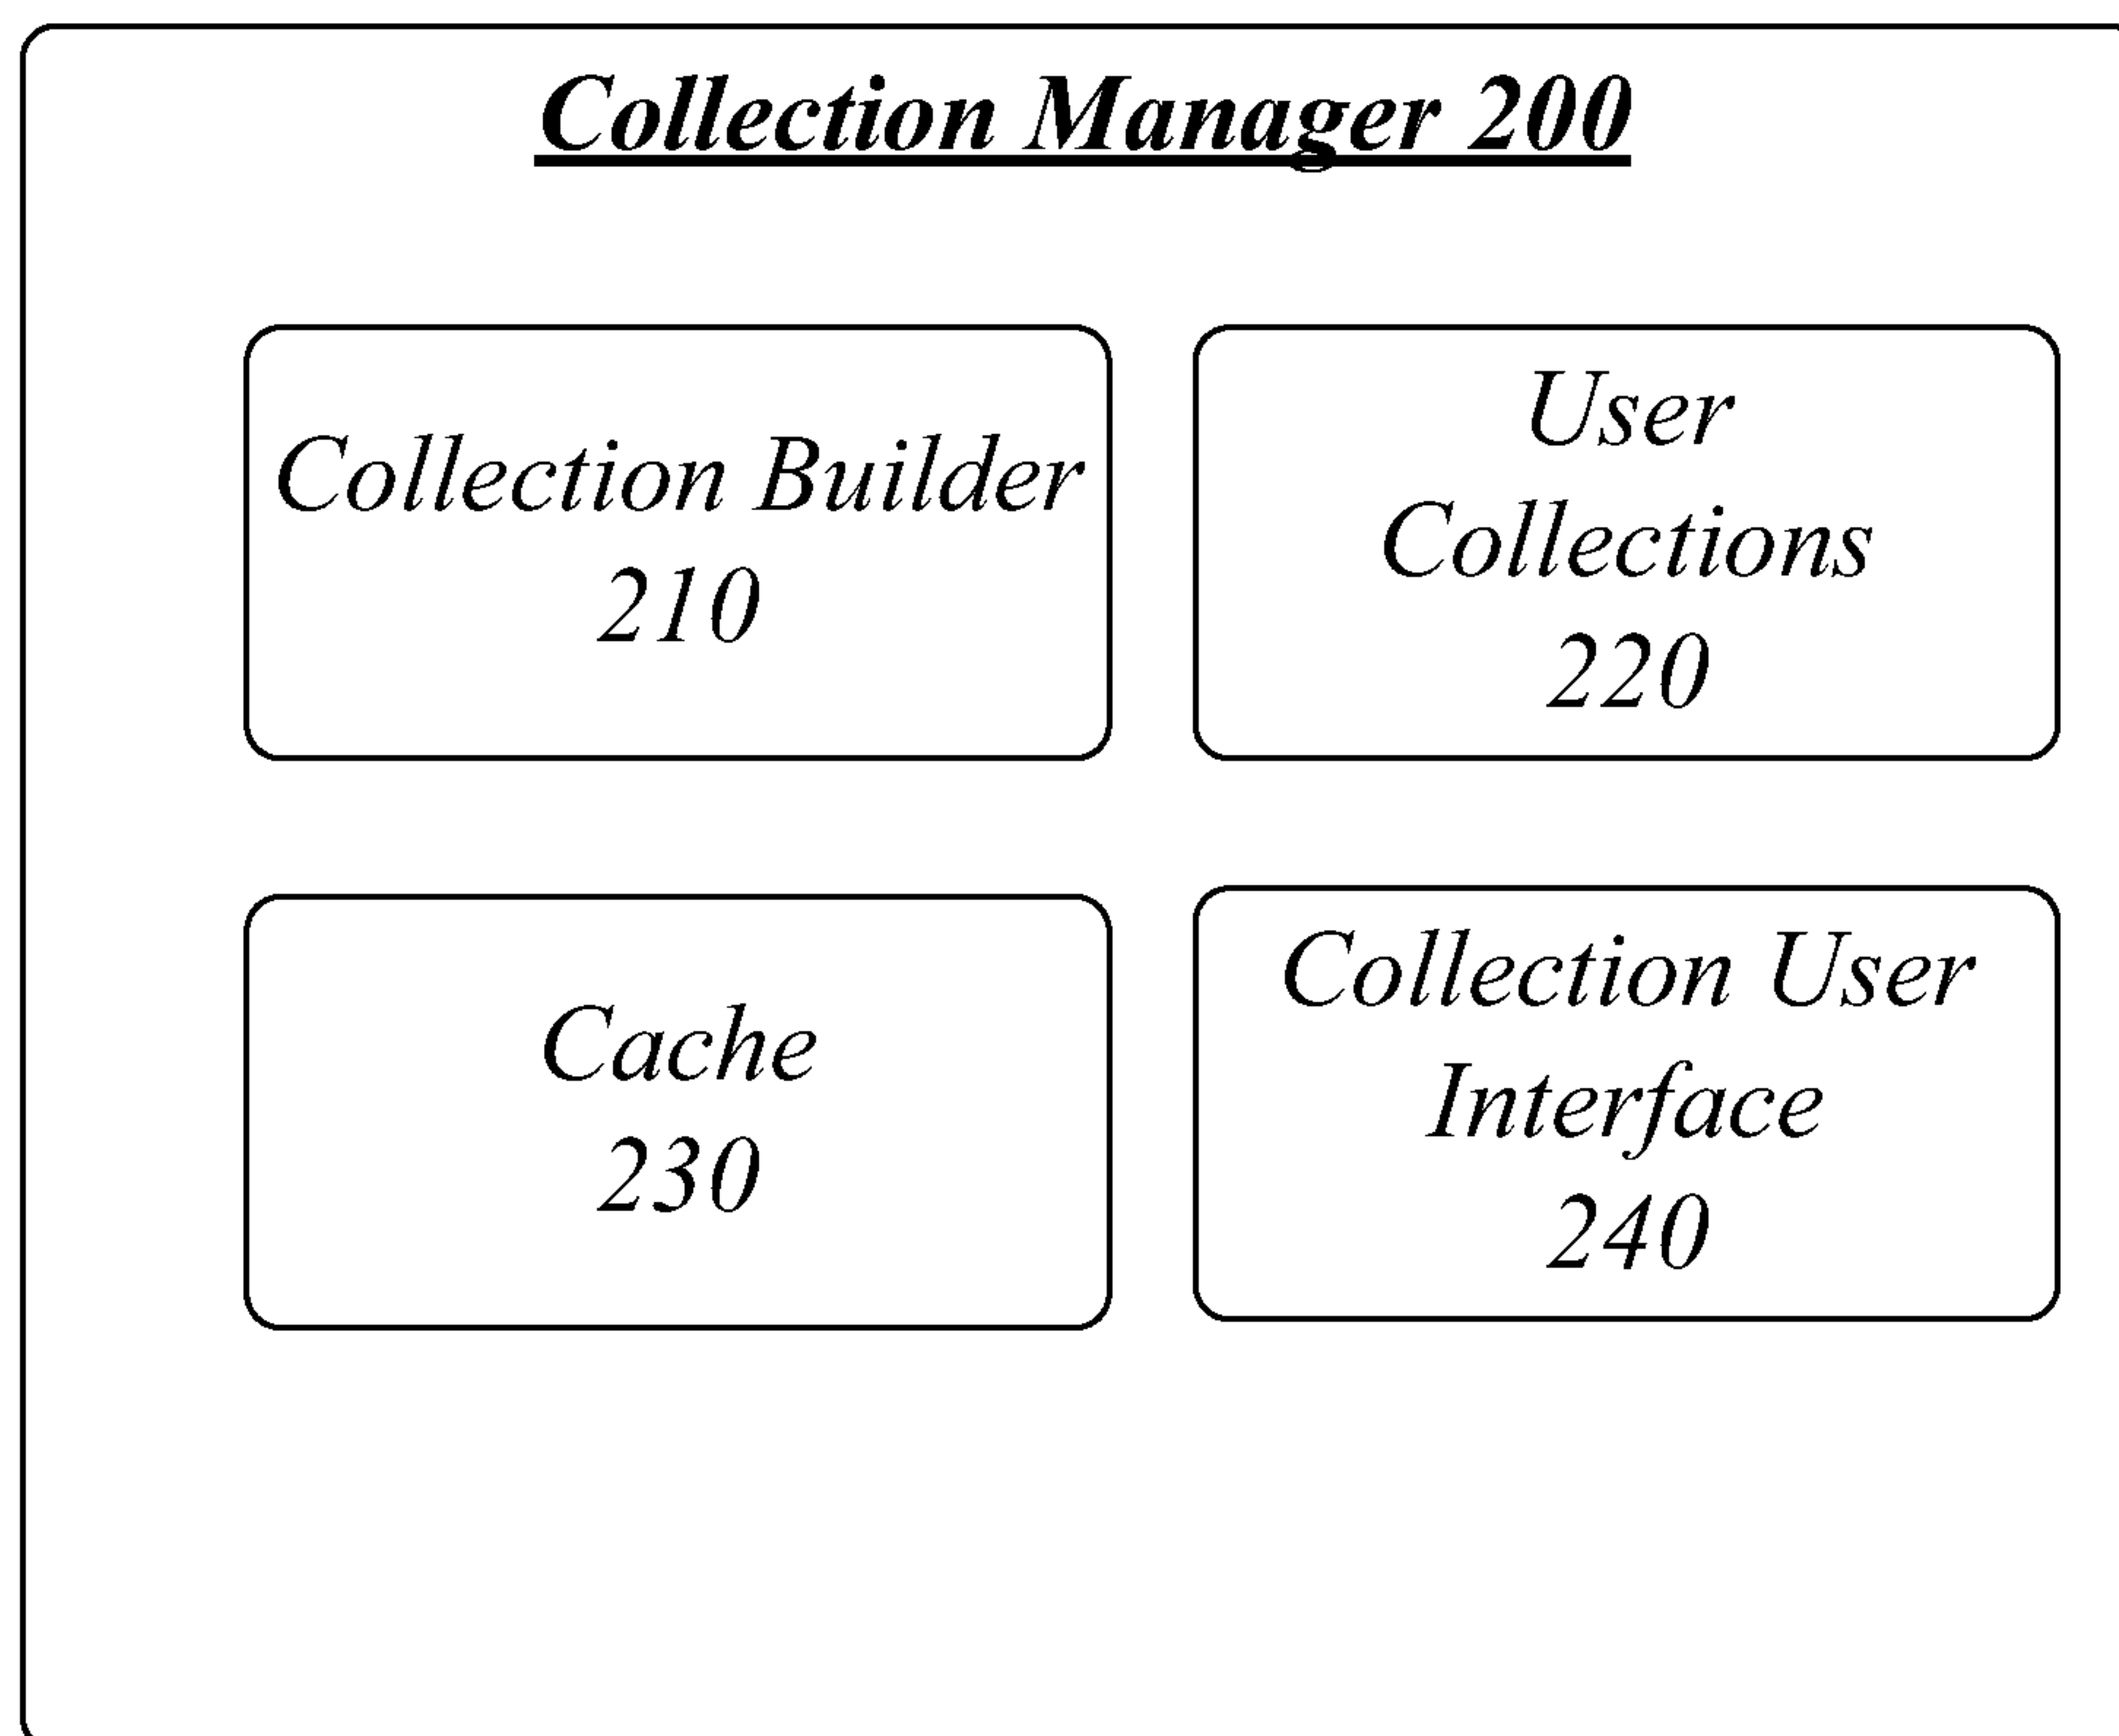 Collection Manager 200
Collection Builder
210
User
Collections
220
Cache
230
Collection User
Interface
240